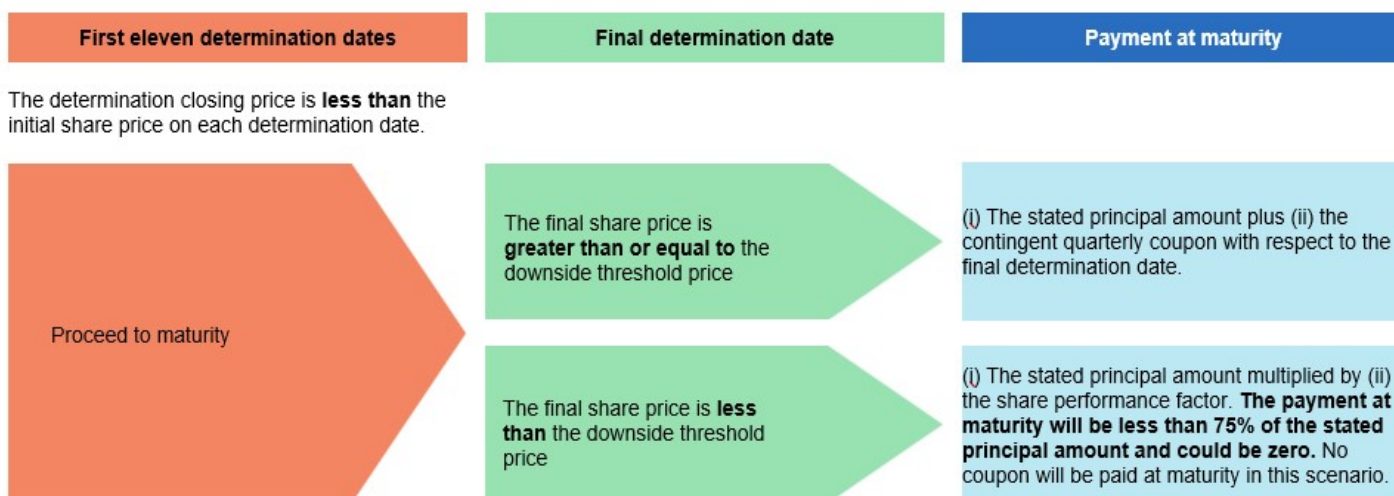 First eleven determination dates
Final determination date
Payment at maturity
The determination closing price is less than the
initial share price on each determination date.
Proceed to maturity
The final share price is
greater than or equal to the
downside threshold price
(i) The stated principal amount plus (ii) the
contingent quarterly coupon with respect to the
final determination date.
The final share price is less
than the downside threshold
price
(i) The stated principal amount multiplied by (ii)
the share performance factor. The payment at
maturity will be less than 75% of the stated
principal amount and could be zero. No
coupon will be paid at maturity in this scenario.